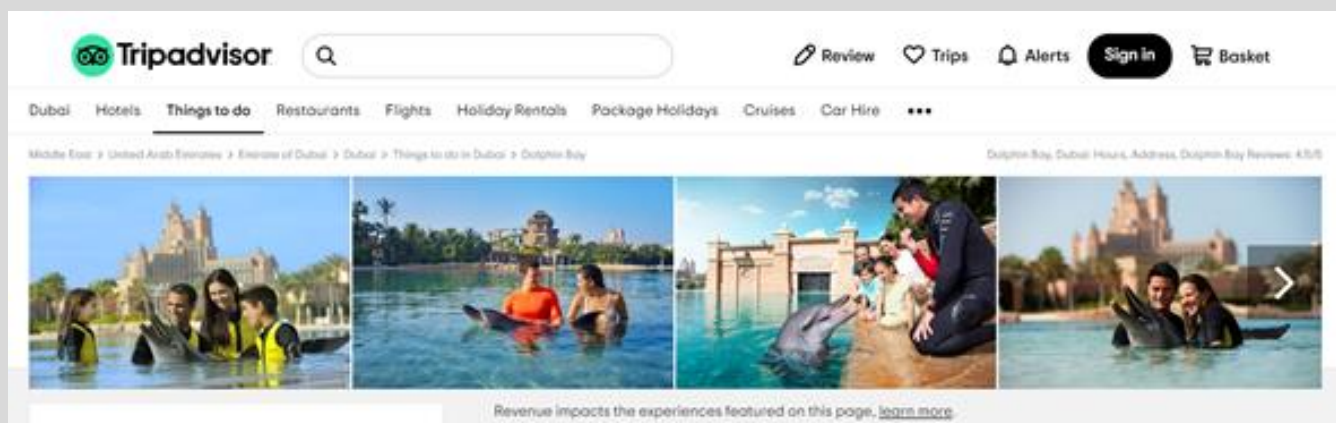 Tripadvisor Review Trips Alerts Sign in Basket
Dubai Hotels Things to do Restaurants Flights Holiday Rentals Package Holidays Cruises Car Hire •••
Middle East > United Arab Emirates > Emirate of Dubai > Dubai > Things to do in Dubai > Dolphin Bay Dolphin Bay, Dubai: Hours, Address, Dolphin Bay Reviews: 4.5/5
Revenue impacts the experiences featured on this page, learn more.